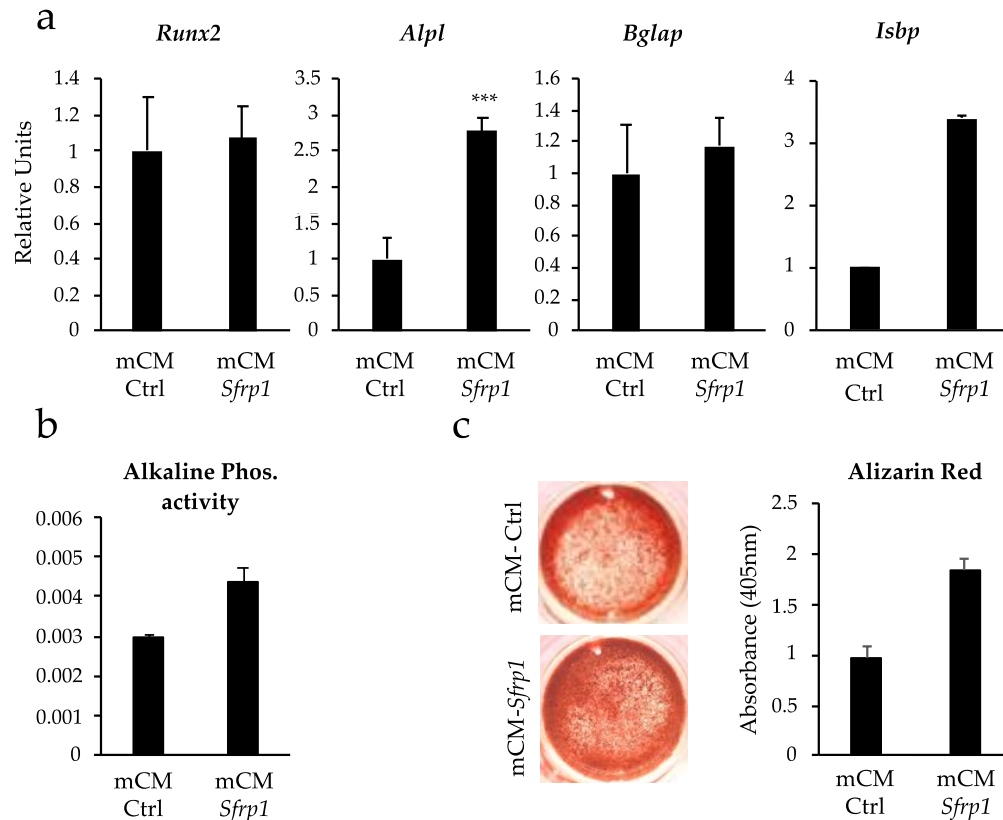 a
Runx2
Alpl
Bglap
Isbp
Relative Units
1.4
1.2
1
0.8
0.6
0.4
0.2
0
3.5
3
2.5
2
1.5
1
0.5
0
***
1.6
1.4
1.2
1
0.8
0.6
0.4
0.2
0
4
3
2
1
0
mCM
Ctrl
mCM
Sfrp1
mCM
Ctrl
mCM
Sfrp1
mCM
Ctrl
mCM
Sfrp1
mCM
Ctrl
mCM
Sfrp1
b
Alkaline Phos.
activity
0.006
0.005
0.004
0.003
0.002
0.001
0
mCM
Ctrl
mCM
Sfrp1
c
mCM- Ctrl
mCM-Sfrp1
Alizarin Red
Absorbance (405nm)
2.5
2
1.5
1
0.5
0
mCM
Ctrl
mCM
Sfrp1